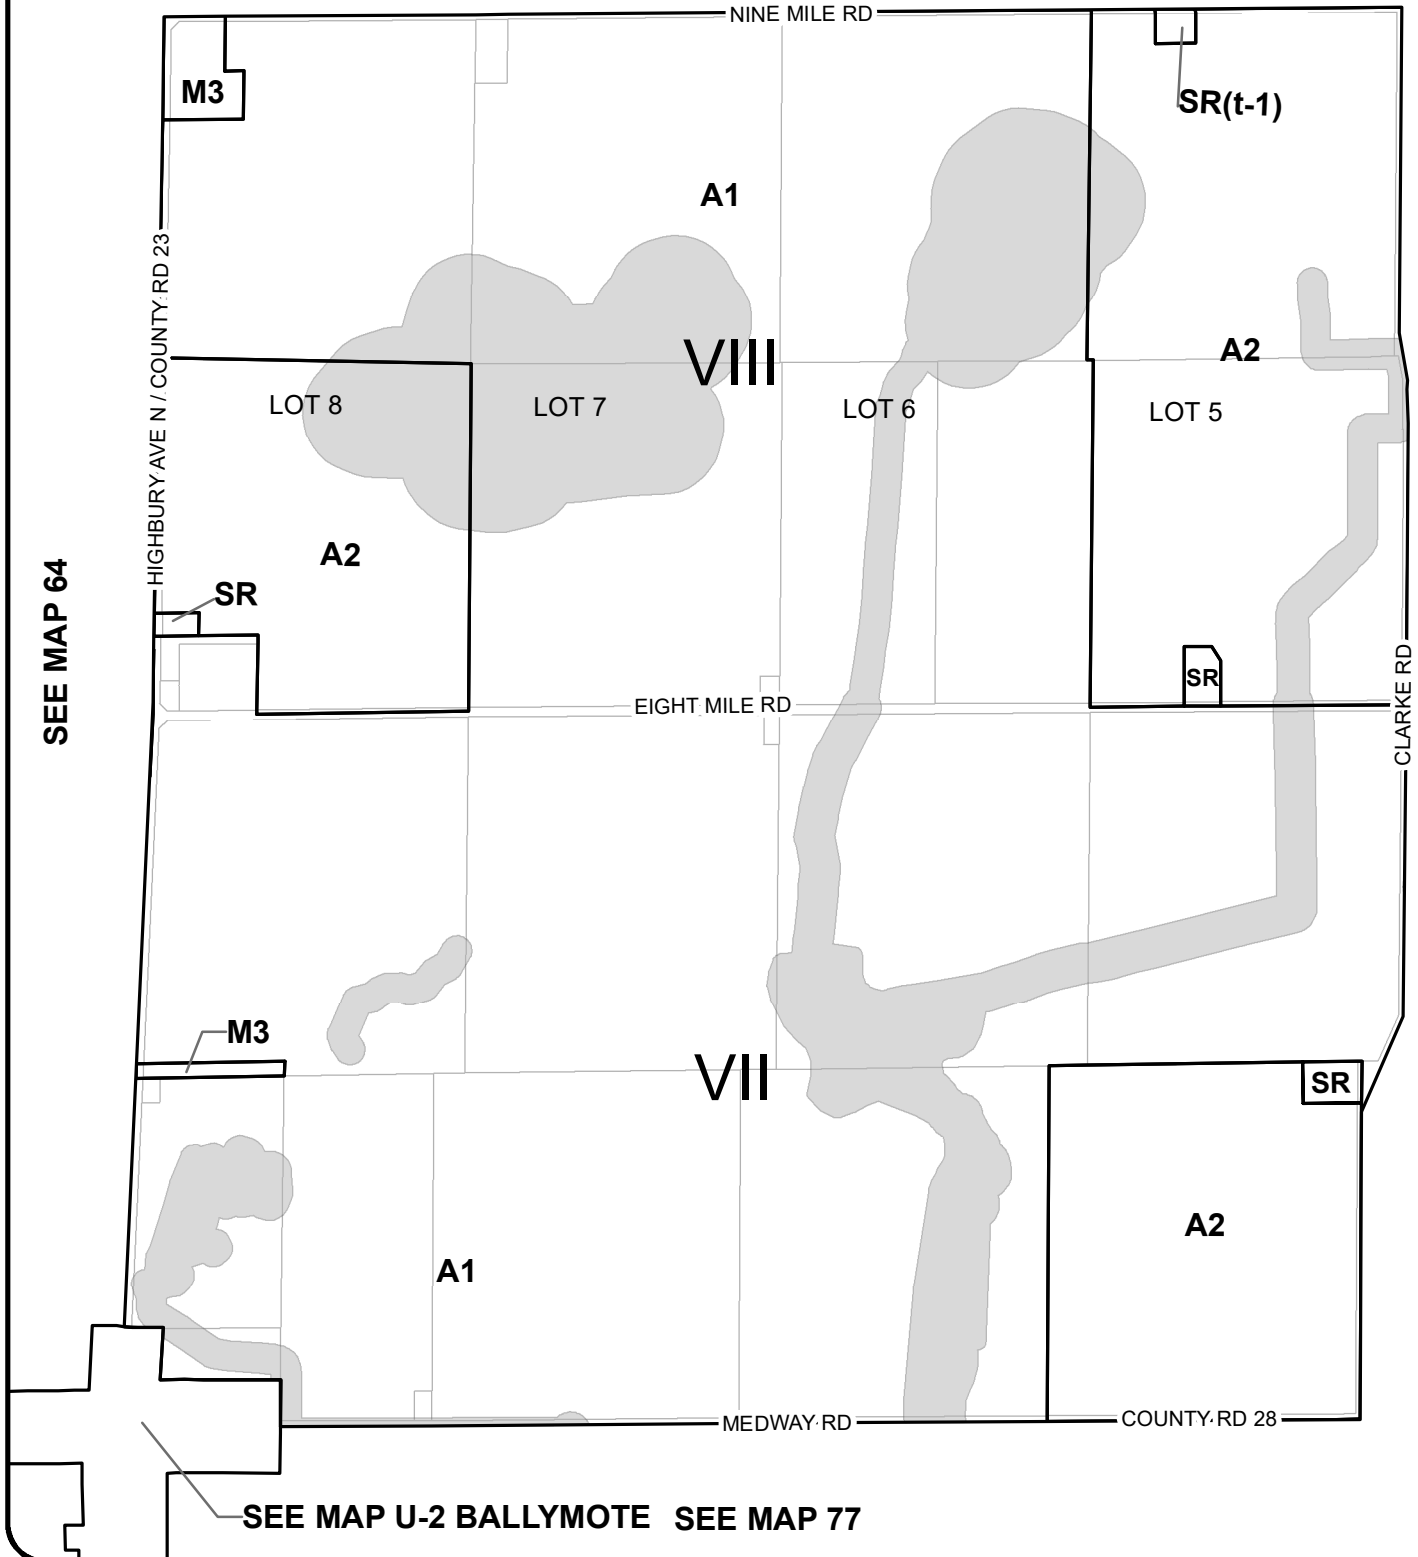 NINE MILE RD
M3
SR(t-1)
A1
HIGHBURY AVE N / COUNTY RD 23
VIII
A2
LOT 8
LOT 7
LOT 6
LOT 5
A2
SR
SEE MAP 64
SR
EIGHT MILE RD
CLARKE RD
M3
VII
SR
A2
A1
MEDWAY RD
COUNTY RD 28
SEE MAP U-2 BALLYMOTE
SEE MAP 77